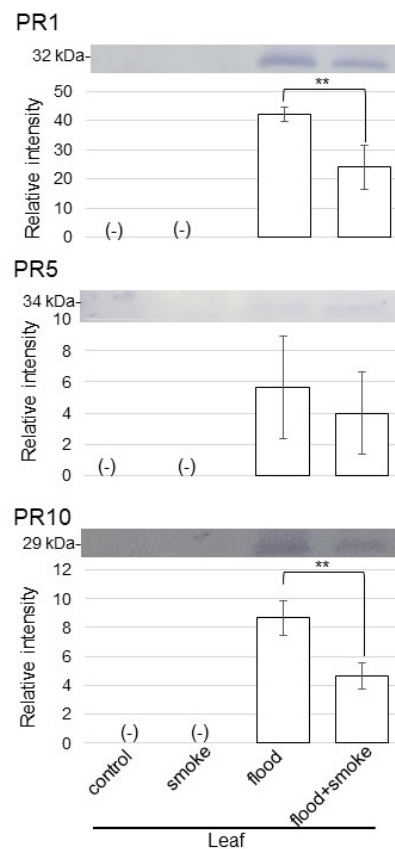 PR1
32 kDa-
50
**
40
30
20
10
0
(-) (-)
Relative intensity
PR5
34 kDa-
10
8
6
4
2
0
(-) (-)
Relative intensity
PR10
29 kDa-
12
**
10
8
6
4
2
0
(-) (-)
Relative intensity
control smoke flood flood+smoke
Leaf